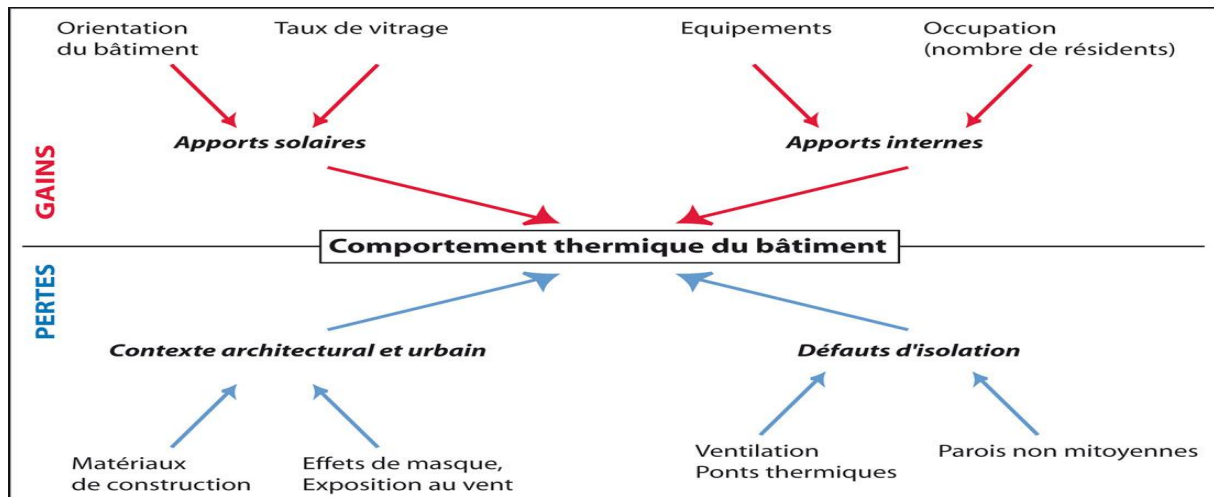 Orientation
du bâtiment
Taux de vitrage
Equipements
Occupation
(nombre de résidents)
Apports solaires
Apports internes
GAINS
Comportement thermique du bâtiment
PERTES
Contexte architectural et urbain
Défauts d'isolation
Matériaux
de construction
Effets de masque,
Exposition au vent
Ventilation
Ponts thermiques
Parois non mitoyennes